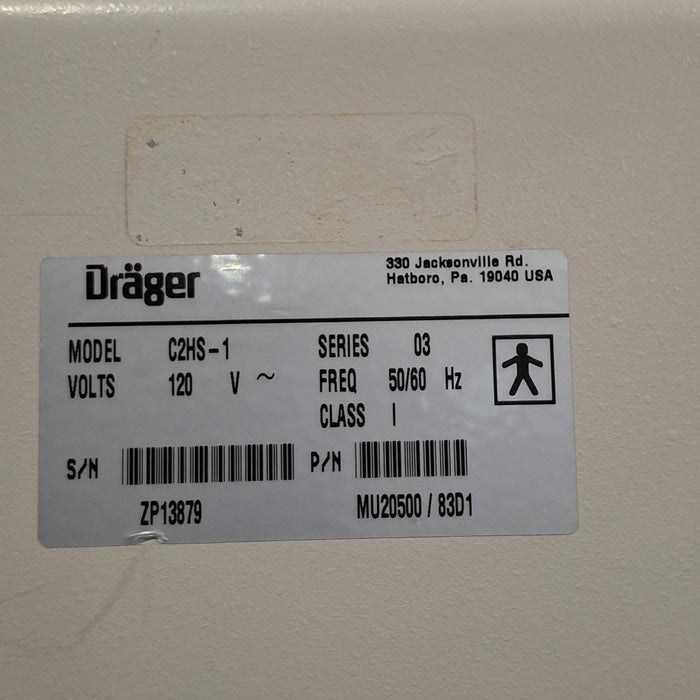 Dräger
330 Jacksonville Rd.
Hatboro, Pa. 19040 USA
MODEL C2HS-1 SERIES 03
VOLTS 120 V ~ FREQ 50/60 Hz
CLASS I
S/N P/N
ZP13879 MU20500 / 83D1